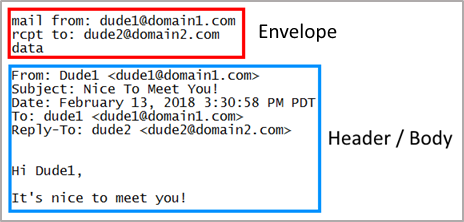 mail from: dude1@domain1.com
rcpt to: dude2@domain2.com
data
Envelope
From: Dude1 <dude1@domain1.com>
Subject: Nice To Meet You!
Date: February 13, 2018 3:30:58 PM PDT
To: dude1 <dude1@domain1.com>
Reply-To: dude2 <dude2@domain2.com>
Header / Body
Hi Dude1,
It's nice to meet you!